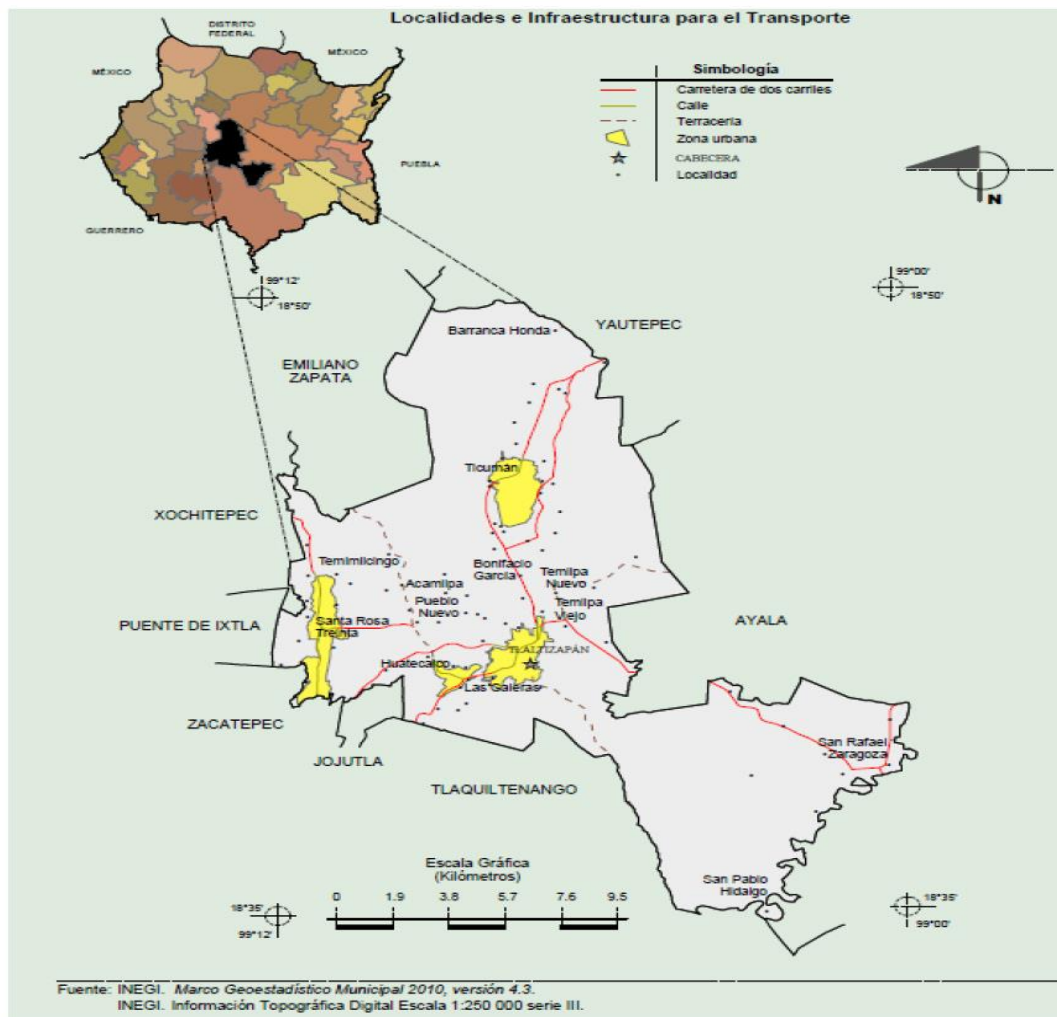 Localidades e Infraestructura para el Transporte
DISTRITO
FEDERAL
MÉXICO
MÉXICO
PUEBLA
GUERRERO
Simbología
Carretera de dos carriles
Calle
Terracería
Zona urbana
CABECERA
Localidad
N
99°12'
18°50'
99°00'
18°50'
Barranca Honda
YAUTEPEC
EMILIANO
ZAPATA
Ticumán
XOCHITEPEC
Temimilcingo
Bonifacio
García
Temilpa
Nuevo
Acamilpa
Pueblo
Nuevo
Temilpa
Viejo
PUENTE DE IXTLA
Santa Rosa
Treinta
AYALA
TLALTIZAPÁN
Huatecalco
Las Galeras
ZACATEPEC
JOJUTLA
San Rafael
Zaragoza
TLAQUILTENANGO
San Pablo
Hidalgo
Escala Gráfica
(Kilómetros)
0 1.9 3.8 5.7 7.6 9.5
18°35'
99°12'
18°35'
99°00'
Fuente: INEGI. Marco Geoestadístico Municipal 2010, versión 4.3.
INEGI. Información Topográfica Digital Escala 1:250 000 serie III.